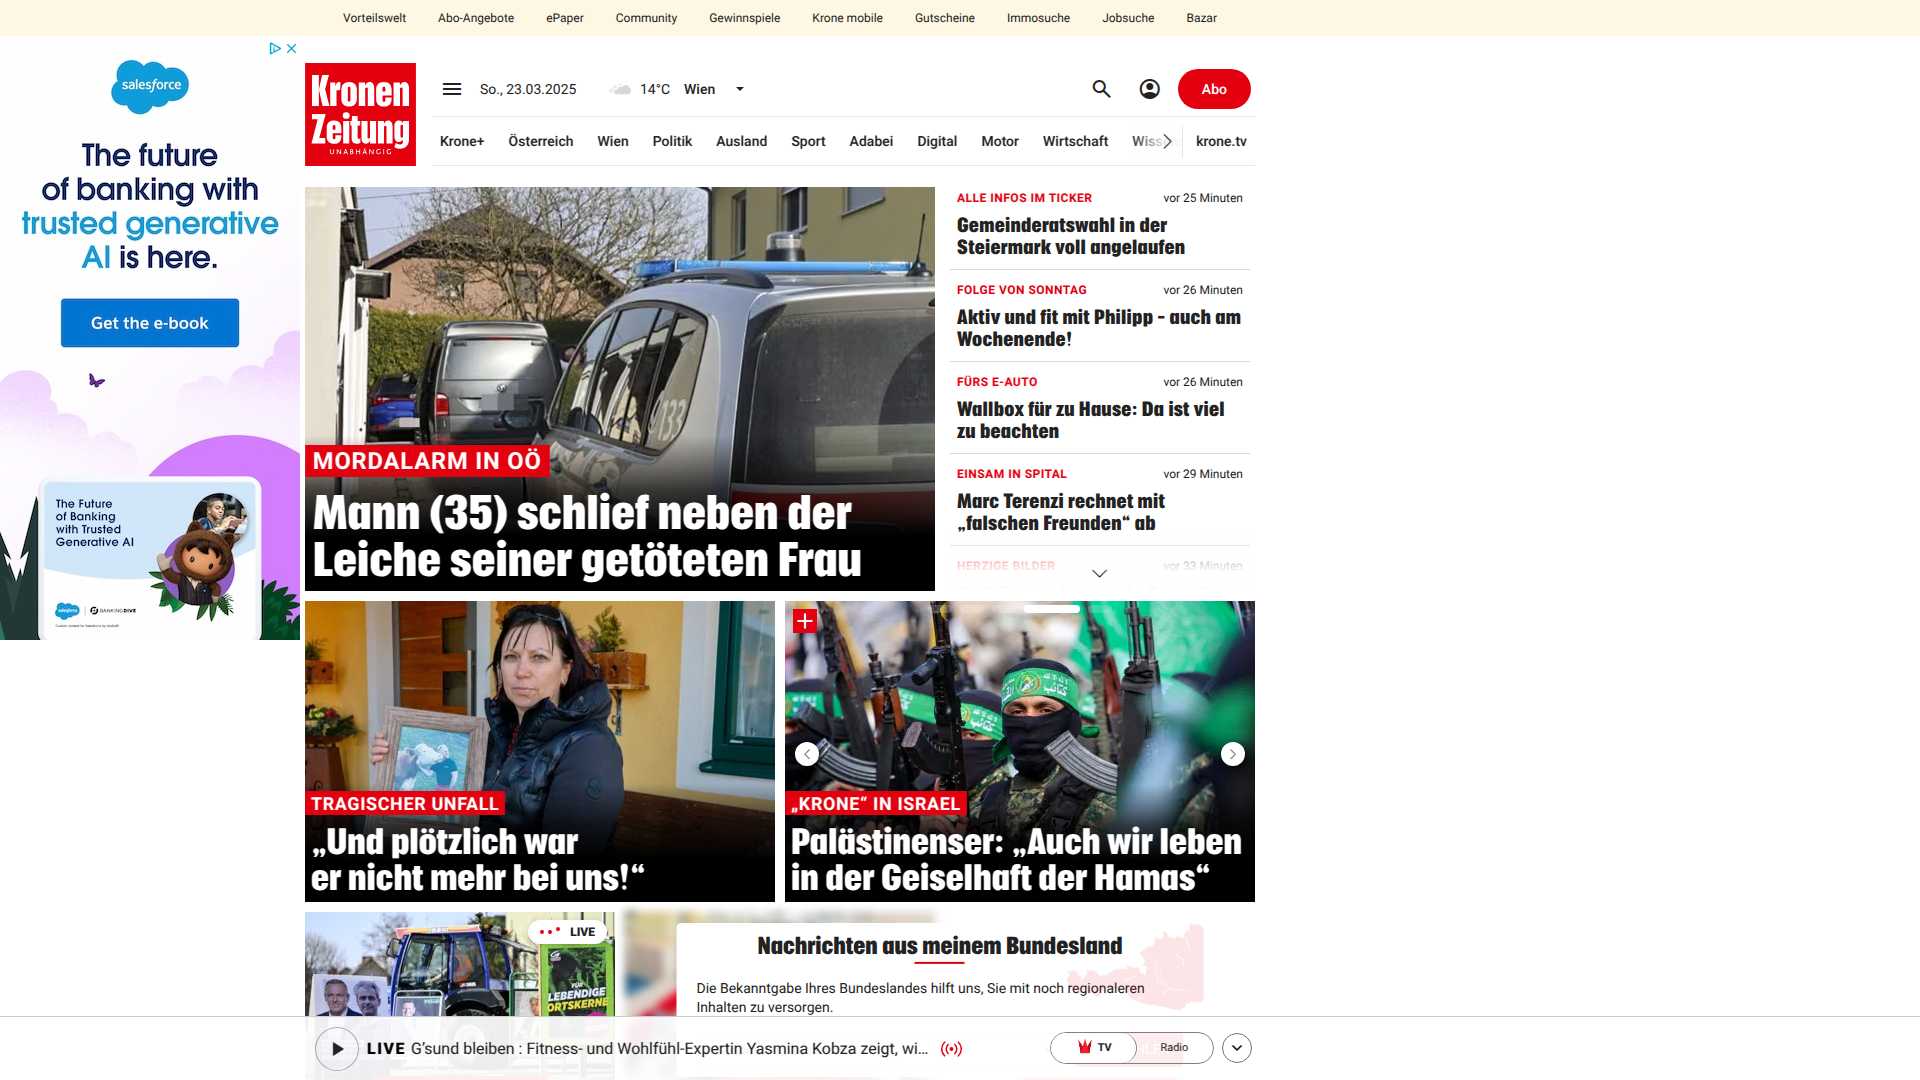 Vorteilswelt Abo-Angebote ePaper Community Gewinnspiele Krone mobile Gutscheine Immosuche Jobsuche Bazar
salesforce
The future
of banking with
trusted generative
AI is here.
Get the e-book
The Future
of Banking
with Trusted
Generative AI
salesforce BANKINGDIVE
Kronen
Zeitung
UNABHÄNGIG
So., 23.03.2025 14°C Wien
Abo
Krone+ Österreich Wien Politik Ausland Sport Adabei Digital Motor Wirtschaft Wiss krone.tv
133
MORDALARM IN OÖ
Mann (35) schlief neben der
Leiche seiner getöteten Frau
ALLE INFOS IM TICKER vor 25 Minuten
Gemeinderatswahl in der
Steiermark voll angelaufen
FOLGE VON SONNTAG vor 26 Minuten
Aktiv und fit mit Philipp – auch am
Wochenende!
FÜRS E-AUTO vor 26 Minuten
Wallbox für zu Hause: Da ist viel
zu beachten
EINSAM IN SPITAL vor 29 Minuten
Marc Terenzi rechnet mit
„falschen Freunden“ ab
HERZIGE BILDER vor 33 Minuten
TRAGISCHER UNFALL
„Und plötzlich war
er nicht mehr bei uns!“
„KRONE“ IN ISRAEL
Palästinenser: „Auch wir leben
in der Geiselhaft der Hamas“
LIVE
FÜR
LEBENDIGE
ORTSKERNE
Nachrichten aus meinem Bundesland
Die Bekanntgabe Ihres Bundeslandes hilft uns, Sie mit noch regionaleren
Inhalten zu versorgen.
LIVE G’sund bleiben : Fitness- und Wohlfühl-Expertin Yasmina Kobza zeigt, wi...
TV Radio